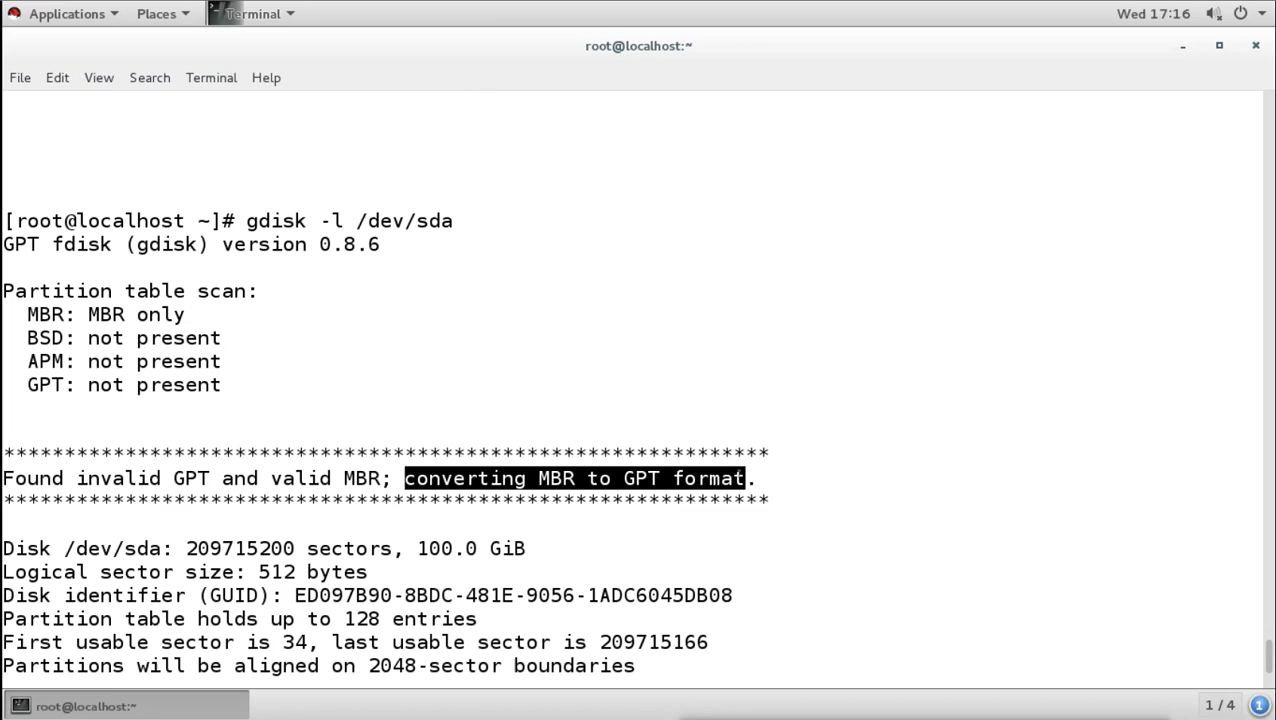 Applications Places Terminal Wed 17:16
root@localhost:~
File Edit View Search Terminal Help
[root@localhost ~]# gdisk -l /dev/sda
GPT fdisk (gdisk) version 0.8.6
Partition table scan:
MBR: MBR only
BSD: not present
APM: not present
GPT: not present
***************************************************************
Found invalid GPT and valid MBR; converting MBR to GPT format.
***************************************************************
Disk /dev/sda: 209715200 sectors, 100.0 GiB
Logical sector size: 512 bytes
Disk identifier (GUID): ED097B90-8BDC-481E-9056-1ADC6045DB08
Partition table holds up to 128 entries
First usable sector is 34, last usable sector is 209715166
Partitions will be aligned on 2048-sector boundaries
root@localhost:~ 1 / 4 1